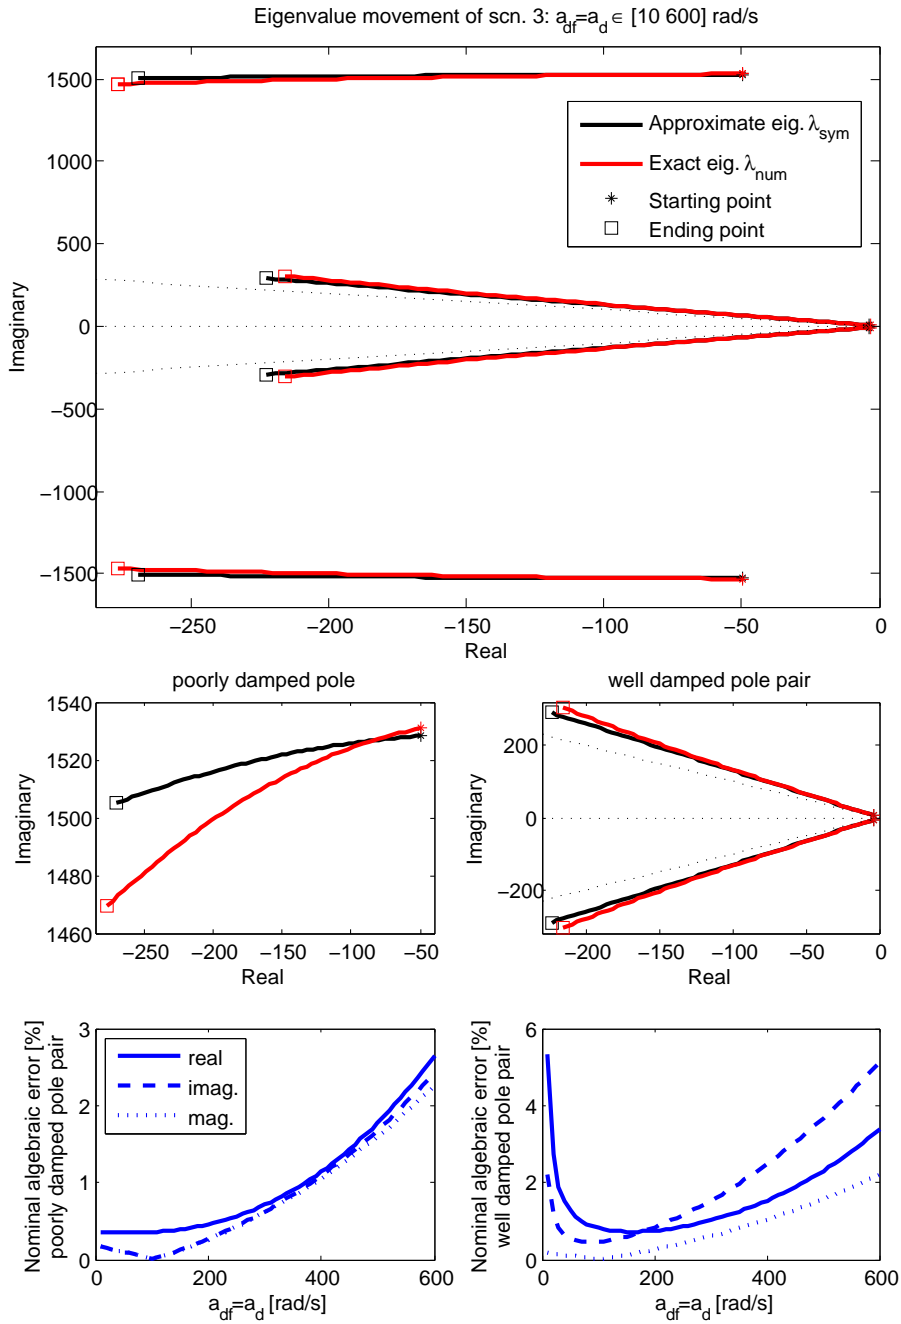 Eigenvalue movement of scn. 3: a_df=a_d ∈ [10 600] rad/s
1500
1000
500
0
−500
−1000
−1500
Imaginary
Approximate eig. λ_sym
Exact eig. λ_num
Starting point
Ending point
−250
−200
−150
−100
−50
0
Real
poorly damped pole
1540
1520
1500
1480
1460
Imaginary
−250
−200
−150
−100
−50
Real
well damped pole pair
200
0
−200
Imaginary
−200
−150
−100
−50
0
Real
Nominal algebraic error [%]
poorly damped pole pair
3
2
1
0
real
imag.
mag.
0
200
400
600
a_df=a_d [rad/s]
Nominal algebraic error [%]
well damped pole pair
6
4
2
0
0
200
400
600
a_df=a_d [rad/s]